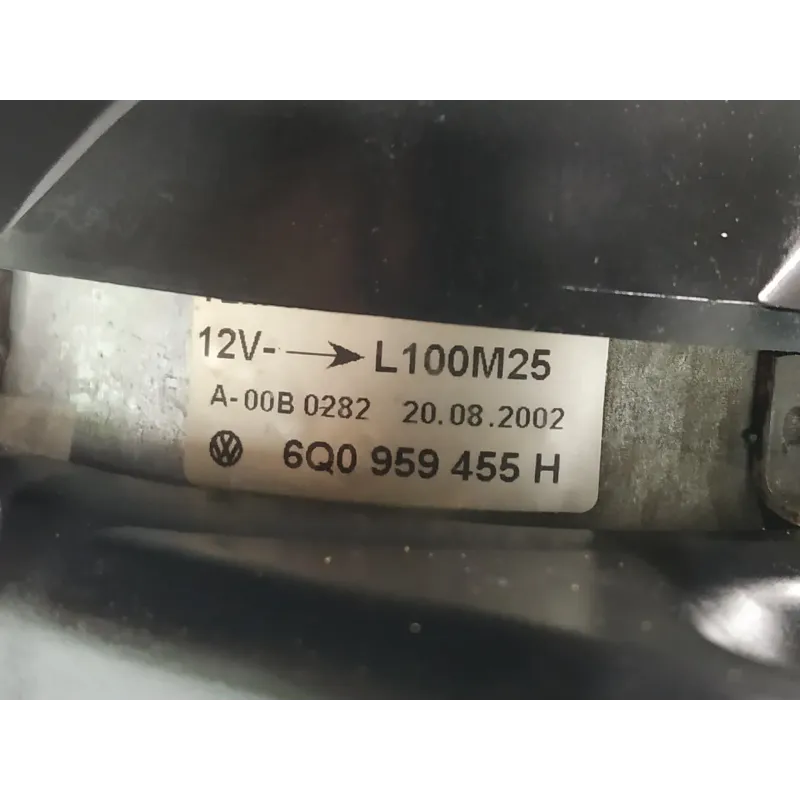 12V- → L100M25
A-00B 0282 20.08.2002
6Q0 959 455 H